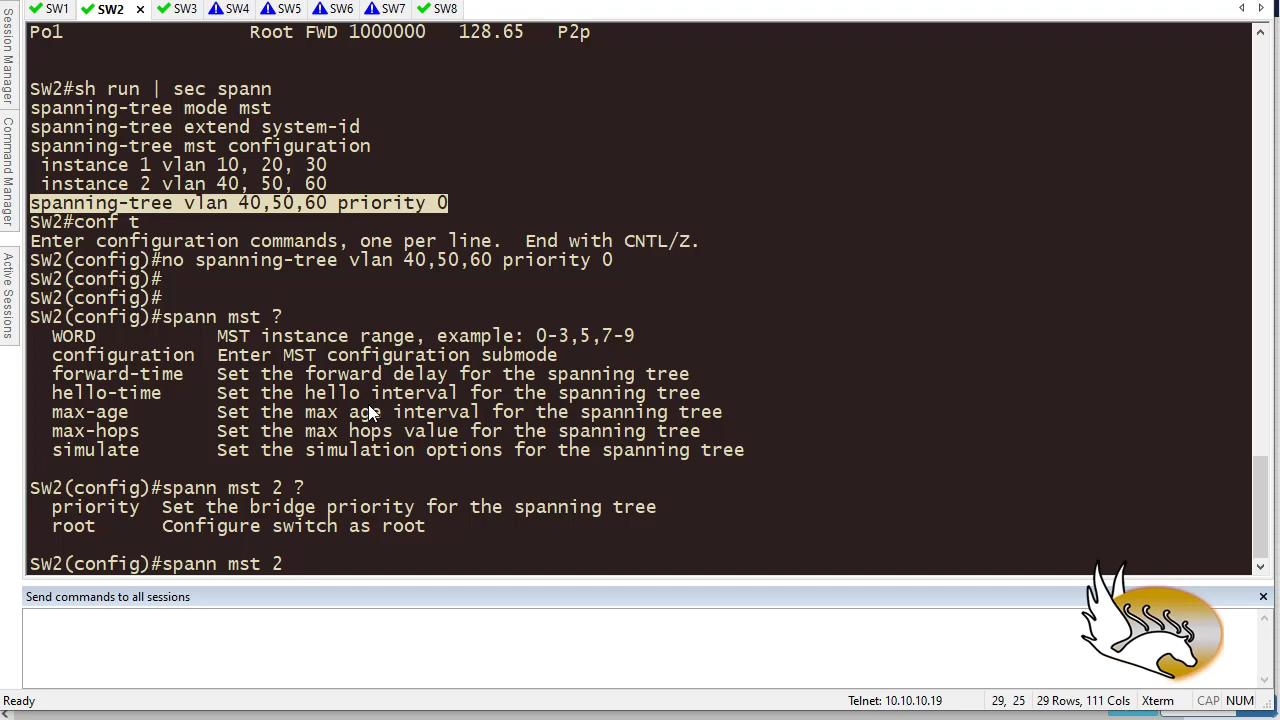 SW1 SW2 × SW3 SW4 SW5 SW6 SW7 SW8
Session Manager
Command Manager
Active Sessions
Po1 Root FWD 1000000 128.65 P2p
SW2#sh run | sec spann
spanning-tree mode mst
spanning-tree extend system-id
spanning-tree mst configuration
instance 1 vlan 10, 20, 30
instance 2 vlan 40, 50, 60
spanning-tree vlan 40,50,60 priority 0
SW2#conf t
Enter configuration commands, one per line. End with CNTL/Z.
SW2(config)#no spanning-tree vlan 40,50,60 priority 0
SW2(config)#
SW2(config)#
SW2(config)#spann mst ?
WORD MST instance range, example: 0-3,5,7-9
configuration Enter MST configuration submode
forward-time Set the forward delay for the spanning tree
hello-time Set the hello interval for the spanning tree
max-age Set the max age interval for the spanning tree
max-hops Set the max hops value for the spanning tree
simulate Set the simulation options for the spanning tree
SW2(config)#spann mst 2 ?
priority Set the bridge priority for the spanning tree
root Configure switch as root
SW2(config)#spann mst 2
Send commands to all sessions ×
Ready Telnet: 10.10.10.19 29, 25 29 Rows, 111 Cols Xterm CAP NUM